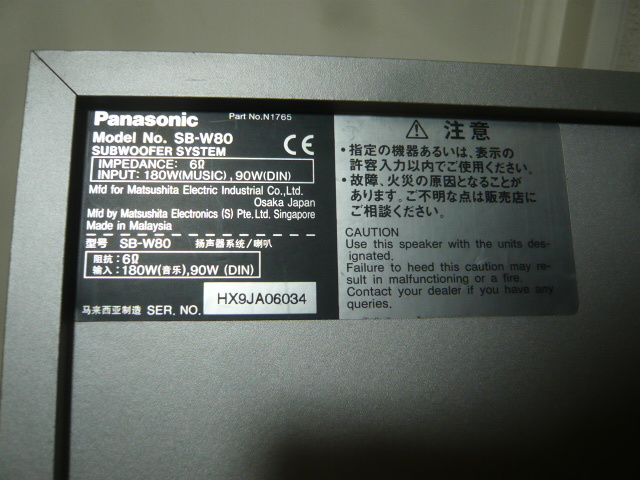 Panasonic Part No.N1765
Model No. SB-W80
SUBWOOFER SYSTEM
IMPEDANCE: 6Ω
INPUT: 180W(MUSIC),90W(DIN)
Mfd for Matsushita Electric Industrial Co.,Ltd.
Osaka Japan
Mfd by Matsushita Electronics (S) Pte.Ltd. Singapore
Made in Malaysia
型号 SB-W80 扬声器系统/喇叭
阻抗:6Ω
输入:180W(音乐),90W (DIN)
马来西亚制造 SER. NO. HX9JA06034
CE
⚠ 注意
・指定の機器あるいは、表示の
許容入力以内でご使用ください。
・故障、火災の原因となることが
あります。ご不明な点は販売店に
ご相談ください。
CAUTION
Use this speaker with the units des-
ignated.
Failure to heed this caution may re-
sult in malfunctioning or a fire.
Contact your dealer if you have any
queries.